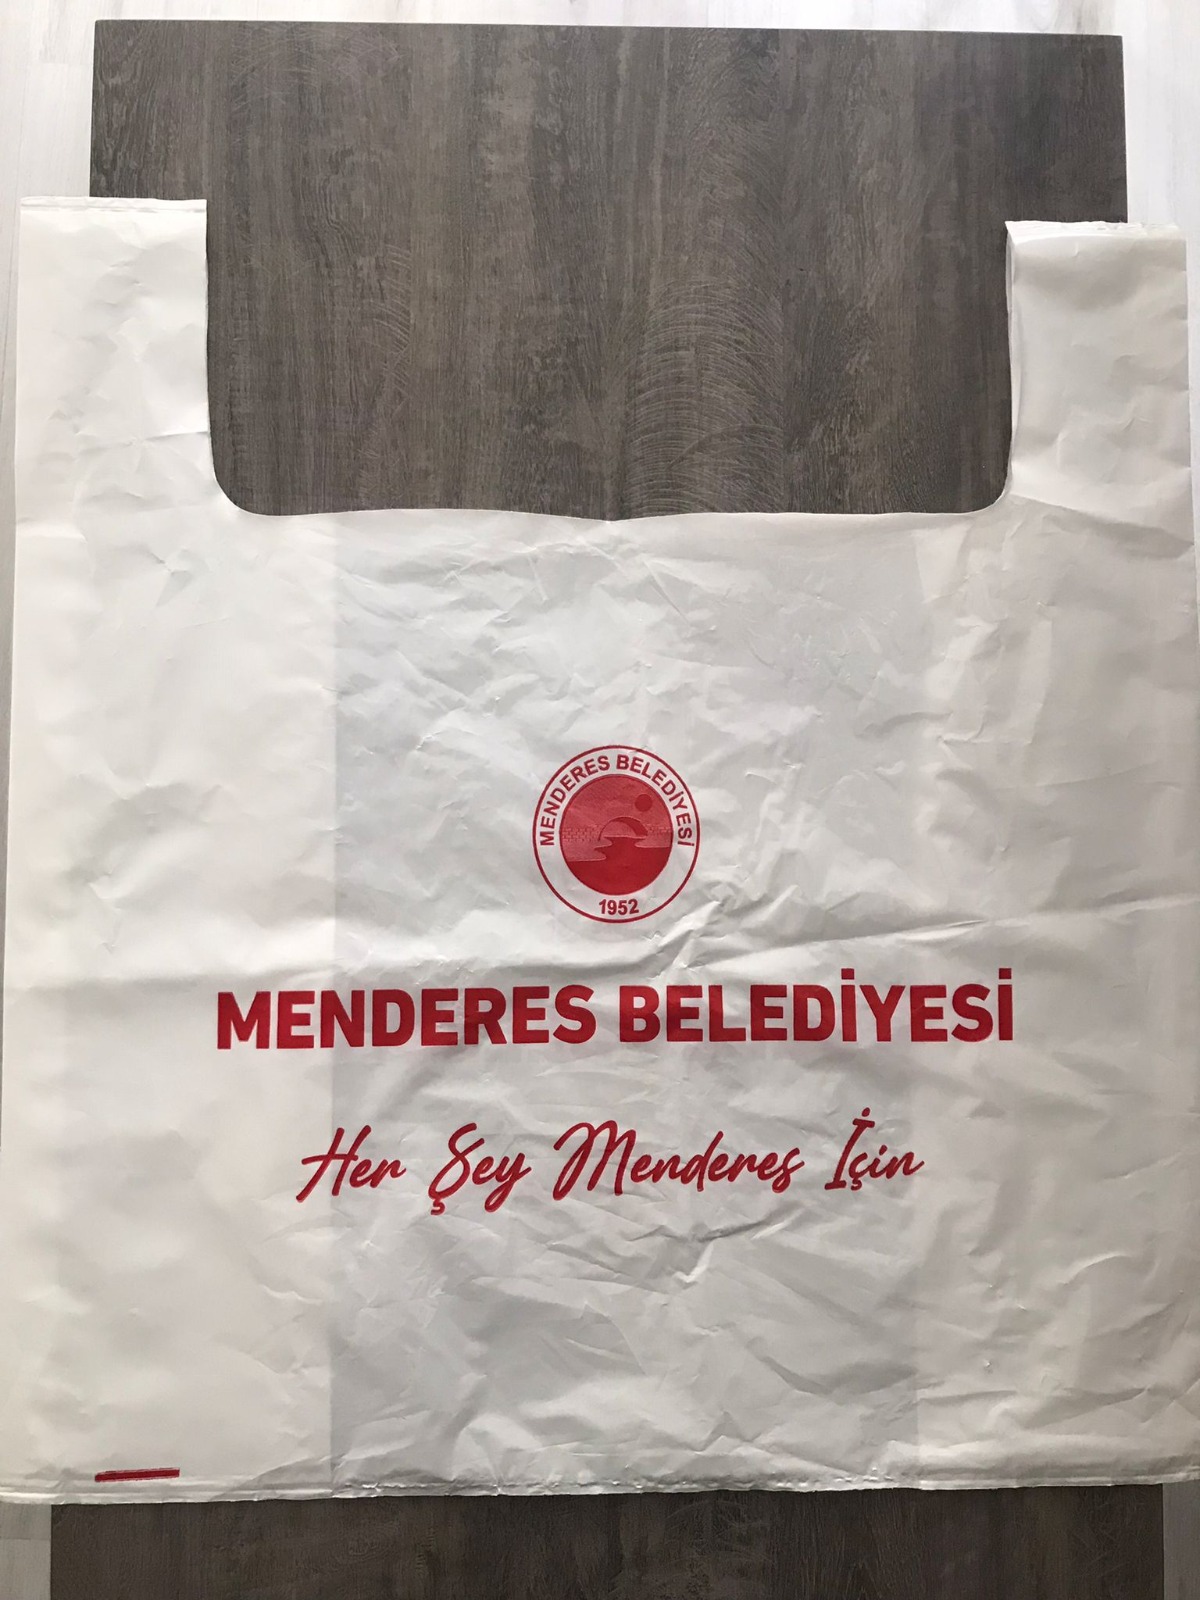 MENDERES BELEDİYESİ
1952
MENDERES BELEDİYESİ
Her Şey Menderes İçin